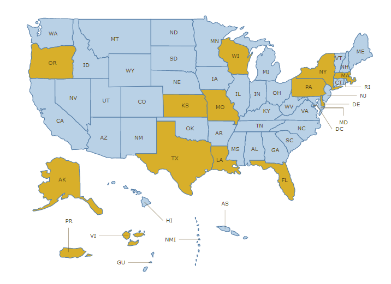 WA
MT
ND
MN
ME
OR
ID
WY
SD
WI
MI
VT
NH
NY
MA
CT
RI
NV
UT
CO
NE
IA
IL
IN
OH
PA
NJ
CA
AZ
NM
KS
MO
KY
WV
VA
DE
MD
DC
OK
AR
TN
NC
SC
TX
LA
MS
AL
GA
FL
AK
HI
PR
VI
GU
NMI
AS